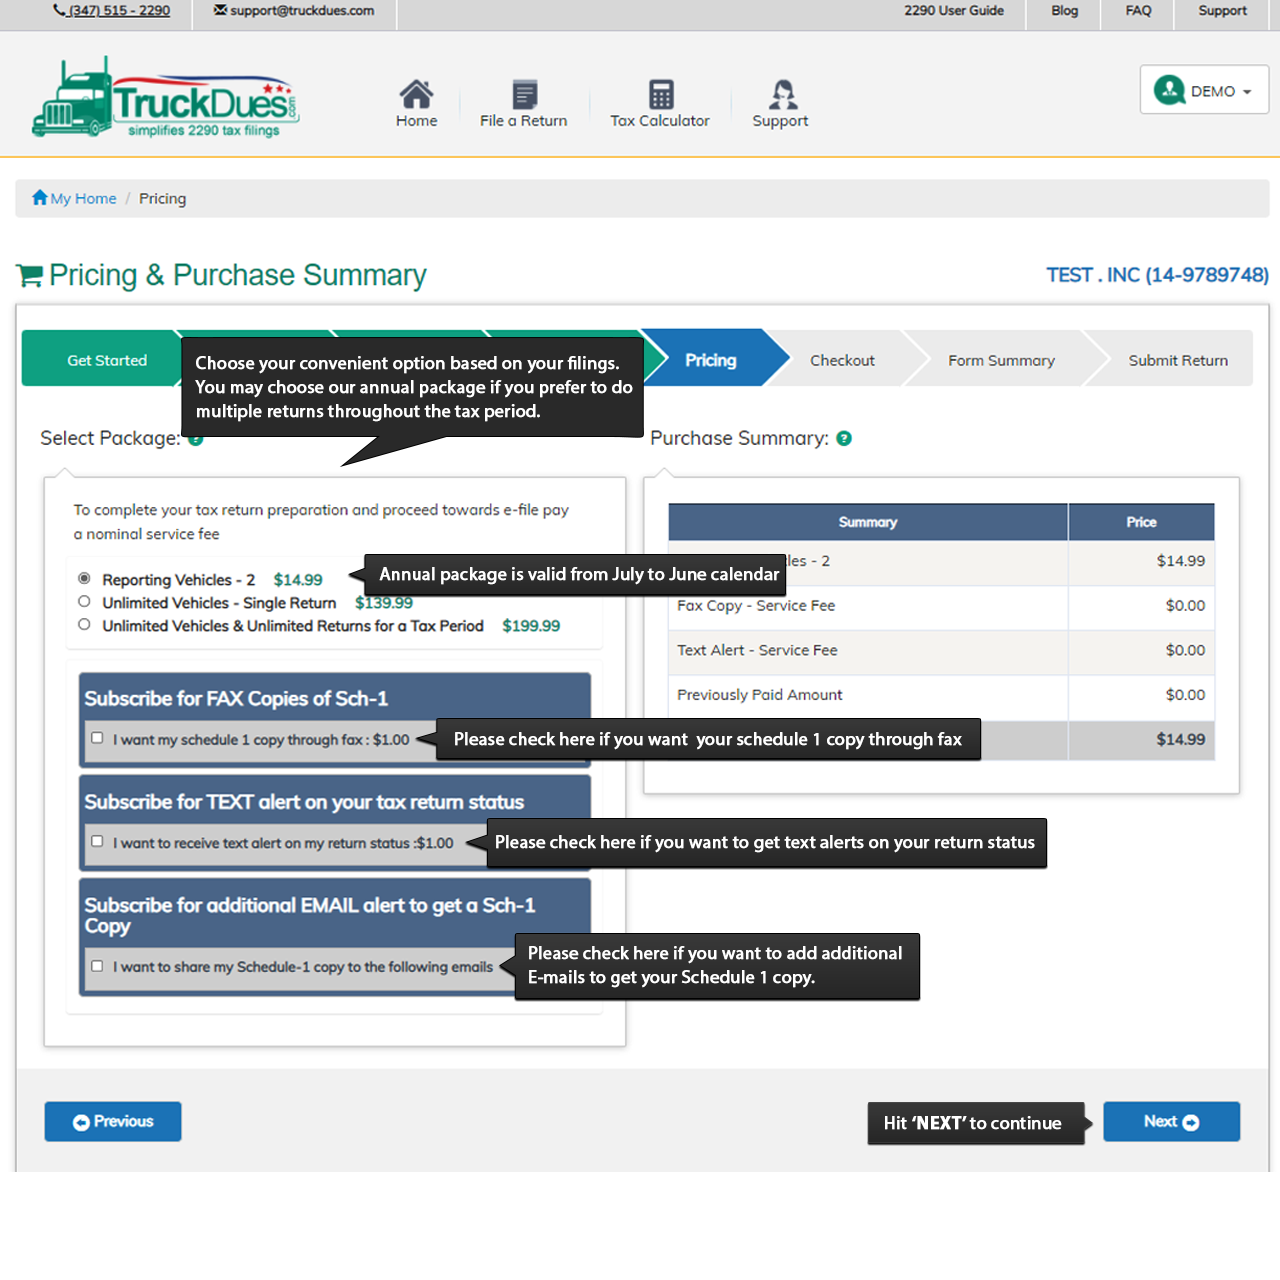 (347) 515 - 2290
support@truckdues.com
2290 User Guide
Blog
FAQ
Support
TruckDues.com
simplifies 2290 tax filings
Home
File a Return
Tax Calculator
Support
DEMO
My Home / Pricing
Pricing & Purchase Summary
TEST . INC (14-9789748)
Get Started
Pricing
Checkout
Form Summary
Submit Return
Choose your convenient option based on your filings.
You may choose our annual package if you prefer to do
multiple returns throughout the tax period.
Select Package: ?
To complete your tax return preparation and proceed towards e-file pay
a nominal service fee
Reporting Vehicles - 2 $14.99
Annual package is valid from July to June calendar
Unlimited Vehicles - Single Return $139.99
Unlimited Vehicles & Unlimited Returns for a Tax Period $199.99
Subscribe for FAX Copies of Sch-1
I want my schedule 1 copy through fax : $1.00
Please check here if you want your schedule 1 copy through fax
Subscribe for TEXT alert on your tax return status
I want to receive text alert on my return status :$1.00
Please check here if you want to get text alerts on your return status
Subscribe for additional EMAIL alert to get a Sch-1
Copy
I want to share my Schedule-1 copy to the following emails
Please check here if you want to add additional
E-mails to get your Schedule 1 copy.
Purchase Summary: ?
Summary Price
- 2 $14.99
Fax Copy - Service Fee $0.00
Text Alert - Service Fee $0.00
Previously Paid Amount $0.00
$14.99
Previous
Hit ‘NEXT’ to continue
Next